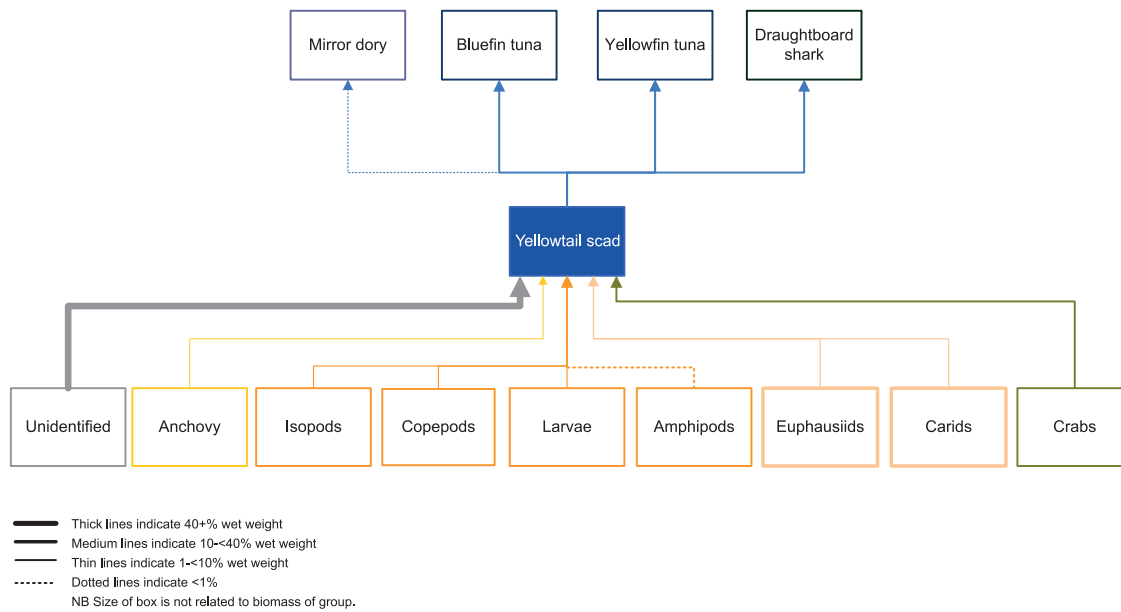 Mirror dory
Bluefin tuna
Yellowfin tuna
Draughtboard
shark
Yellowtail scad
Unidentified
Anchovy
Isopods
Copepods
Larvae
Amphipods
Euphausiids
Carids
Crabs
Thick lines indicate 40+% wet weight
Medium lines indicate 10-<40% wet weight
Thin lines indicate 1-<10% wet weight
Dotted lines indicate <1%
NB Size of box is not related to biomass of group.